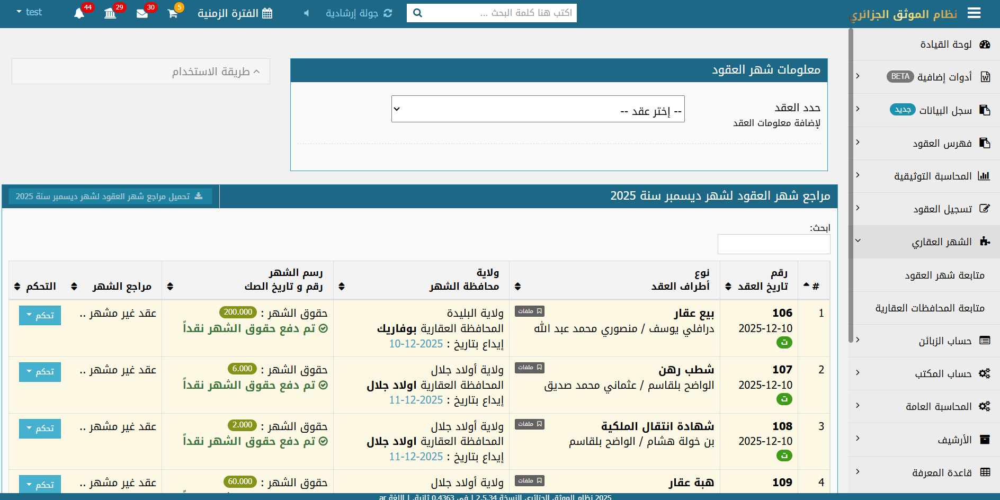 نظام الموثق الجزائري
اكتب هنا كلمة البحث ...
جولة إرشادية
الفترة الزمنية
5
30
29
44
test
لوحة القيادة
أدوات إضافية BETA
سجل البيانات جديد
فهرس العقود
المحاسبة التوثيقية
تسجيل العقود
الشهر العقاري
متابعة شهر العقود
متابعة المحافظات العقارية
حساب الزبائن
حساب المكتب
المحاسبة العامة
الأرشيف
قاعدة المعرفة
معلومات شهر العقود
حدد العقد
لإضافة معلومات العقد
-- إختر عقد --
طريقة الاستخدام
مراجع شهر العقود لشهر ديسمبر سنة 2025
تحميل مراجع شهر العقود لشهر ديسمبر سنة 2025
ابحث:
#
رقم
تاريخ العقد
نوع
أطراف العقد
ولاية
محافظة الشهر
رسم الشهر
رقم و تاريخ الصك
مراجع الشهر
التحكم
1
106
2025-12-10
ت
بيع عقار
ملفات
درافلي يوسف / منصوري محمد عبد الله
ولاية البليدة
المحافظة العقارية بوفاريك
إيداع بتاريخ : 2025-12-10
حقوق الشهر : 200.000
تم دفع حقوق الشهر نقداً
عقد غير مشهر ..
تحكم
2
107
2025-12-10
ت
شطب رهن
ملفات
الواضح بلقاسم / عثماني محمد صديق
ولاية أولاد جلال
المحافظة العقارية اولاد جلال
إيداع بتاريخ : 2025-12-11
حقوق الشهر : 6.000
تم دفع حقوق الشهر نقداً
عقد غير مشهر ..
تحكم
3
108
2025-12-10
ت
شهادة انتقال الملكية
ملفات
بن خولة هشام / الواضح بلقاسم
ولاية أولاد جلال
المحافظة العقارية اولاد جلال
إيداع بتاريخ : 2025-12-11
حقوق الشهر : 2.000
تم دفع حقوق الشهر نقداً
عقد غير مشهر ..
تحكم
4
109
هبة عقار
ملفات
ولاية أولاد جلال
حقوق الشهر : 60.000
عقد غير مشهر ..
تحكم
2025 نظام الموثق الجزائري النسخة 2.5.34 | في 0.4363 ثانية. | اللغة ar